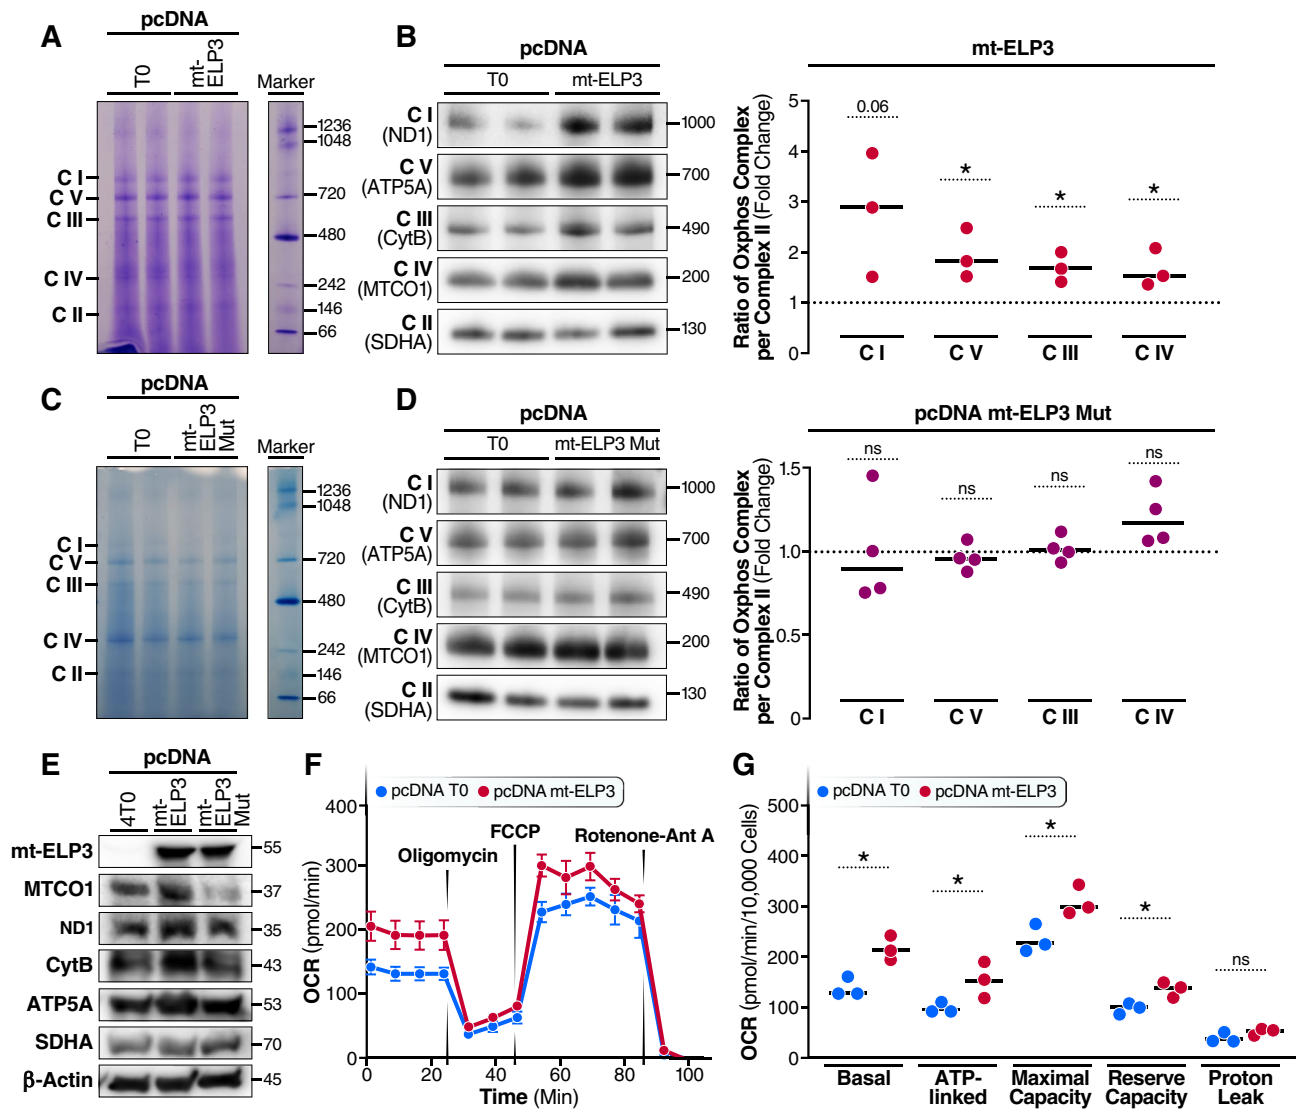 A
pcDNA
T0
mt-
ELP3
Marker
1236
1048
720
480
242
146
66
C I
C V
C III
C IV
C II
B
pcDNA
T0
mt-ELP3
C I
(ND1)
1000
C V
(ATP5A)
700
C III
(CytB)
490
C IV
(MTCO1)
200
C II
(SDHA)
130
mt-ELP3
Ratio of Oxphos Complex
per Complex II (Fold Change)
5
4
3
2
1
0
0.06
*
*
*
C I
C V
C III
C IV
C
pcDNA
T0
mt-
ELP3
Mut
Marker
1236
1048
720
480
242
146
66
C I
C V
C III
C IV
C II
D
pcDNA
T0
mt-ELP3 Mut
C I
(ND1)
1000
C V
(ATP5A)
700
C III
(CytB)
490
C IV
(MTCO1)
200
C II
(SDHA)
130
pcDNA mt-ELP3 Mut
Ratio of Oxphos Complex
per Complex II (Fold Change)
1.5
1.0
0.5
0
ns
ns
ns
ns
C I
C V
C III
C IV
E
pcDNA
4T0
mt-
ELP3
mt-
ELP3
Mut
mt-ELP3
55
MTCO1
37
ND1
35
CytB
43
ATP5A
53
SDHA
70
β-Actin
45
F
pcDNA T0
pcDNA mt-ELP3
OCR (pmol/min)
400
300
200
100
0
Oligomycin
FCCP
Rotenone-Ant A
0
20
40
60
80
100
Time (Min)
G
pcDNA T0
pcDNA mt-ELP3
OCR (pmol/min/10,000 Cells)
500
400
300
200
100
0
*
*
*
*
ns
Basal
ATP-
linked
Maximal
Capacity
Reserve
Capacity
Proton
Leak